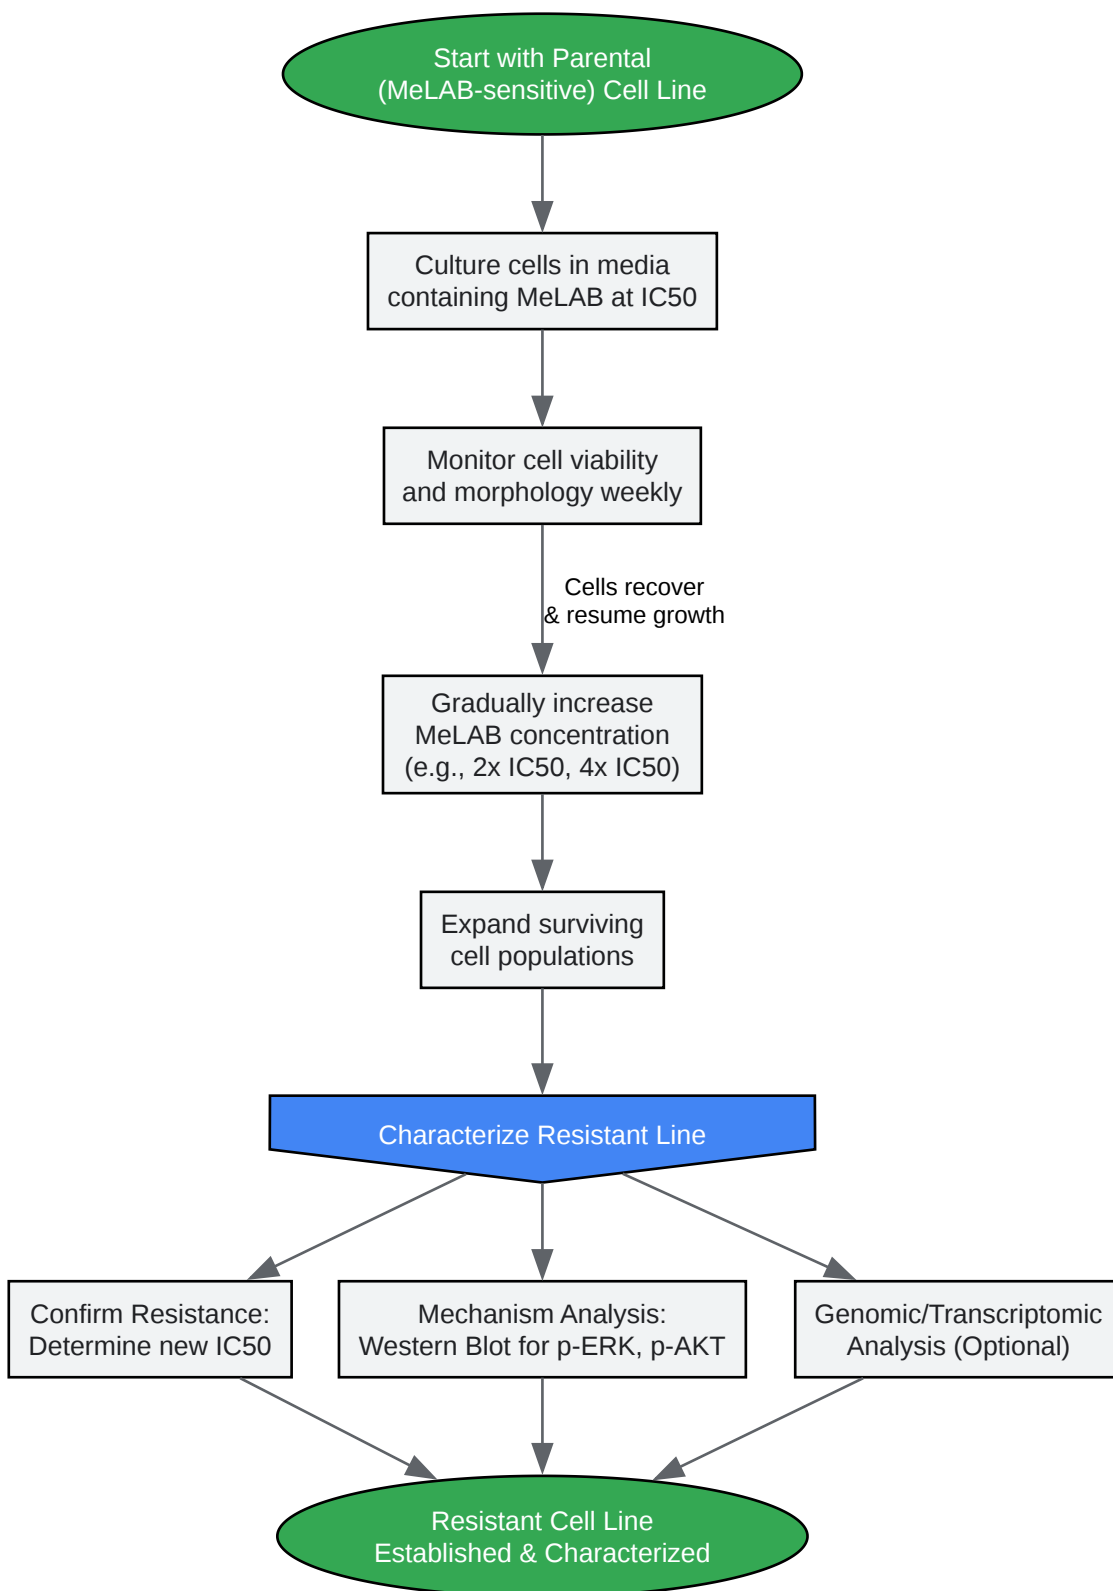 Start with Parental
(MeLAB-sensitive) Cell Line
Culture cells in media
containing MeLAB at IC50
Monitor cell viability
and morphology weekly
Cells recover
& resume growth
Gradually increase
MeLAB concentration
(e.g., 2x IC50, 4x IC50)
Expand surviving
cell populations
Characterize Resistant Line
Confirm Resistance:
Determine new IC50
Mechanism Analysis:
Western Blot for p-ERK, p-AKT
Genomic/Transcriptomic
Analysis (Optional)
Resistant Cell Line
Established & Characterized